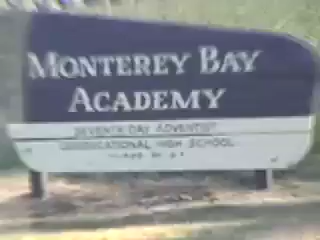 MONTEREY BAY
ACADEMY
SEVENTH-DAY ADVENTIST
COEDUCATIONAL HIGH SCHOOL